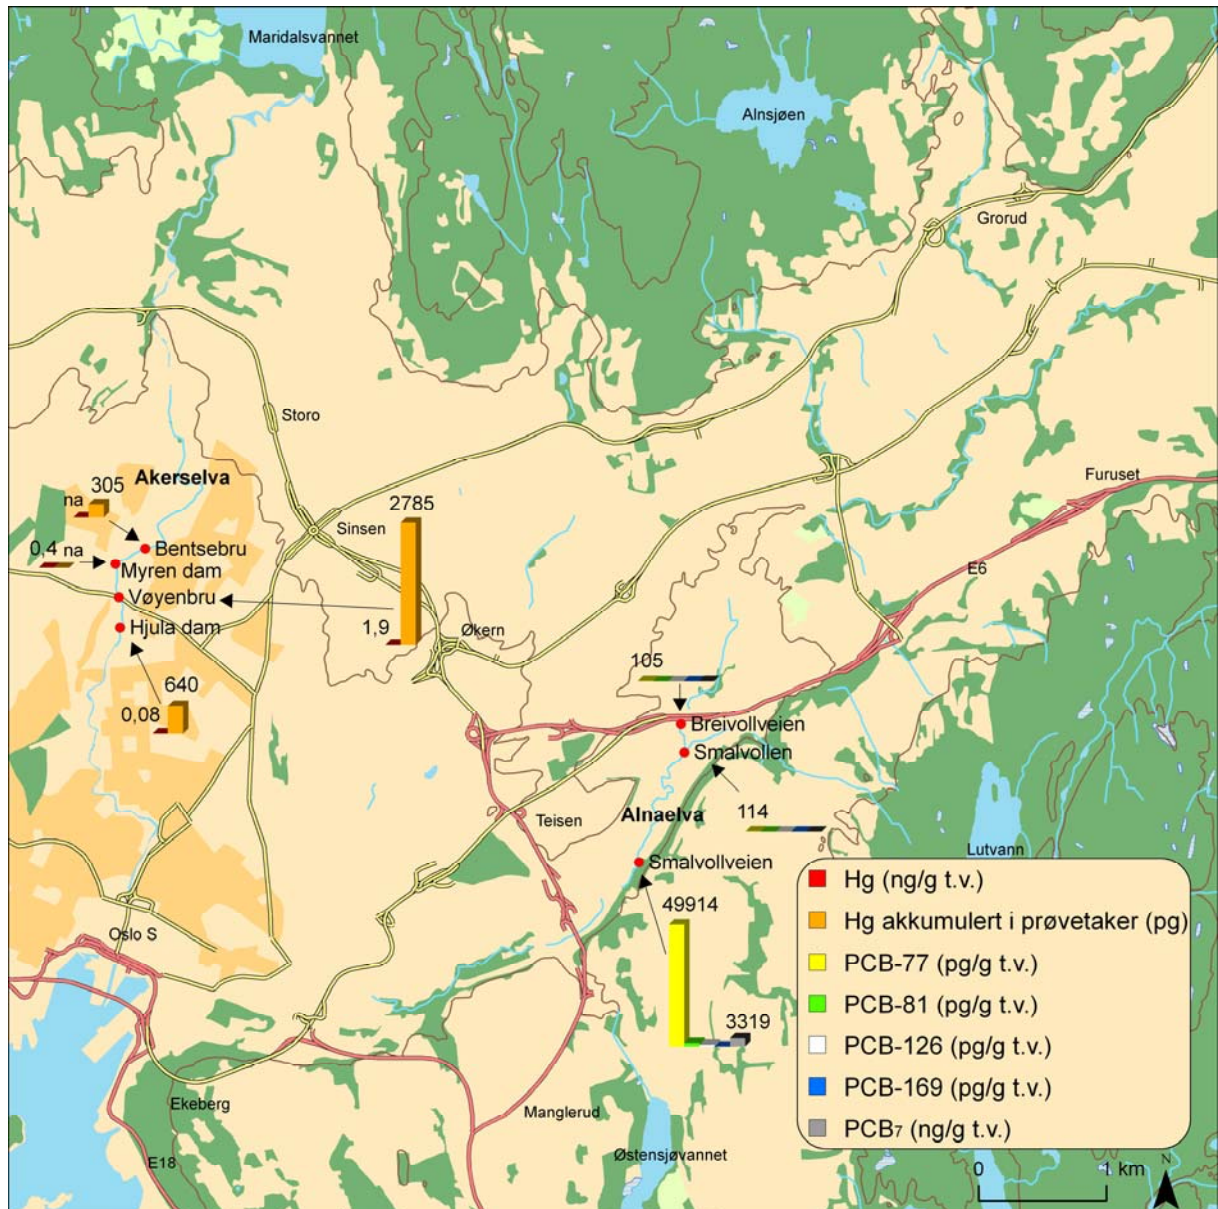 Maridalsvannet
Alnsjøen
Grorud
Storo
Akerselva
305
na
2785
Sinsen
Furuset
0,4 na
Bentsebru
Myren dam
E6
Vøyenbru
Hjula dam
1,9
Økern
105
640
0,08
Breivollveien
Smalvollen
114
Teisen
Alnaelva
Lutvann
Smalvollveien
49914
3319
Oslo S
Hg (ng/g t.v.)
Hg akkumulert i prøvetaker (pg)
PCB-77 (pg/g t.v.)
PCB-81 (pg/g t.v.)
PCB-126 (pg/g t.v.)
PCB-169 (pg/g t.v.)
PCB7 (ng/g t.v.)
Ekeberg
Manglerud
E18
Østensjøvannet
0 1 km
N